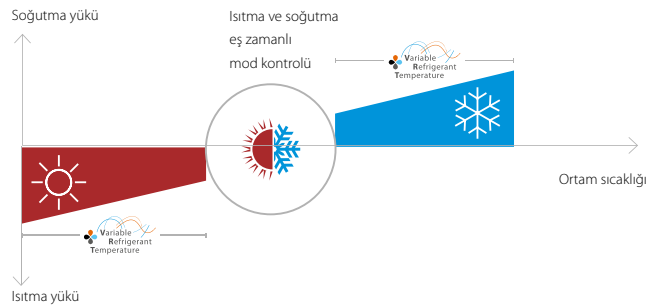 Soğutma yükü
Isıtma ve soğutma
eş zamanlı
mod kontrolü
Variable
Refrigerant
Temperature
Ortam sıcaklığı
Variable
Refrigerant
Temperature
Isıtma yükü